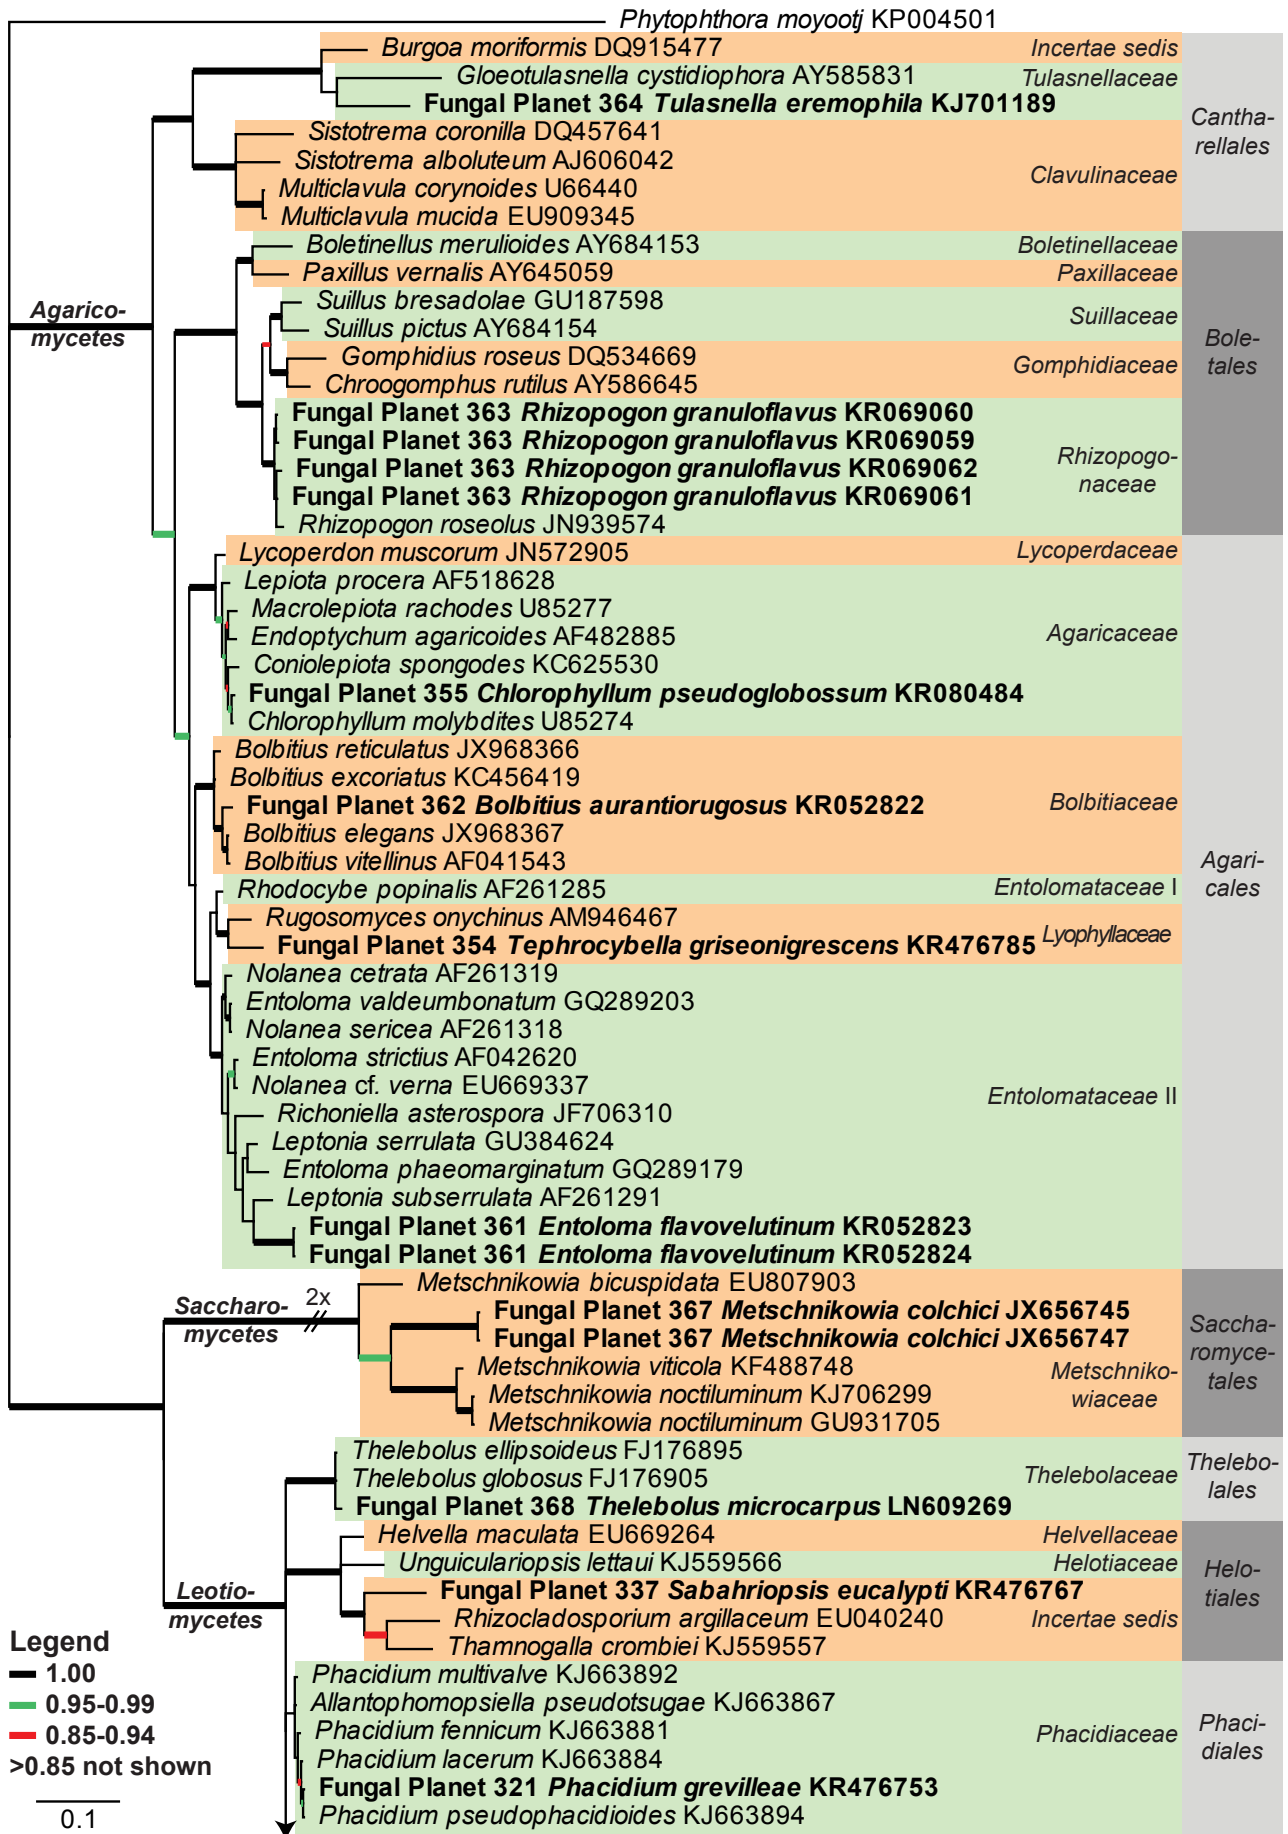 Phytophthora moyootj KP004501
Burgoa moriformis DQ915477
Incertae sedis
Gloeotulasnella cystidiophora AY585831
Tulasnellaceae
Fungal Planet 364 Tulasnella eremophila KJ701189
Cantha-
rellales
Sistotrema coronilla DQ457641
Sistotrema alboluteum AJ606042
Clavulinaceae
Multiclavula corynoides U66440
Multiclavula mucida EU909345
Boletinellus merulioides AY684153
Boletinellaceae
Paxillus vernalis AY645059
Paxillaceae
Agarico-
mycetes
Suillus bresadolae GU187598
Suillaceae
Suillus pictus AY684154
Bole-
tales
Gomphidius roseus DQ534669
Gomphidiaceae
Chroogomphus rutilus AY586645
Fungal Planet 363 Rhizopogon granuloflavus KR069060
Fungal Planet 363 Rhizopogon granuloflavus KR069059
Rhizopogo-
naceae
Fungal Planet 363 Rhizopogon granuloflavus KR069062
Fungal Planet 363 Rhizopogon granuloflavus KR069061
Rhizopogon roseolus JN939574
Lycoperdon muscorum JN572905
Lycoperdaceae
Lepiota procera AF518628
Macrolepiota rachodes U85277
Endoptychum agaricoides AF482885
Agaricaceae
Coniolepiota spongodes KC625530
Fungal Planet 355 Chlorophyllum pseudoglobossum KR080484
Chlorophyllum molybdites U85274
Bolbitius reticulatus JX968366
Bolbitius excoriatus KC456419
Fungal Planet 362 Bolbitius aurantiorugosus KR052822
Bolbitiaceae
Bolbitius elegans JX968367
Bolbitius vitellinus AF041543
Agari-
cales
Rhodocybe popinalis AF261285
Entolomataceae I
Rugosomyces onychinus AM946467
Fungal Planet 354 Tephrocybella griseonigrescens KR476785
Lyophyllaceae
Nolanea cetrata AF261319
Entoloma valdeumbonatum GQ289203
Nolanea sericea AF261318
Entoloma strictius AF042620
Nolanea cf. verna EU669337
Entolomataceae II
Richoniella asterospora JF706310
Leptonia serrulata GU384624
Entoloma phaeomarginatum GQ289179
Leptonia subserrulata AF261291
Fungal Planet 361 Entoloma flavovelutinum KR052823
Fungal Planet 361 Entoloma flavovelutinum KR052824
Saccharo-
mycetes
2x
Metschnikowia bicuspidata EU807903
Fungal Planet 367 Metschnikowia colchici JX656745
Fungal Planet 367 Metschnikowia colchici JX656747
Saccha-
romyce-
tales
Metschnikowia viticola KF488748
Metschniko-
wiaceae
Metschnikowia noctiluminum KJ706299
Metschnikowia noctiluminum GU931705
Thelebolus ellipsoideus FJ176895
Thelebolus globosus FJ176905
Thelebolaceae
Thelebo-
lales
Fungal Planet 368 Thelebolus microcarpus LN609269
Helvella maculata EU669264
Helvellaceae
Unguiculariopsis lettaui KJ559566
Helotiaceae
Helo-
tiales
Leotio-
mycetes
Fungal Planet 337 Sabahriopsis eucalypti KR476767
Rhizocladosporium argillaceum EU040240
Incertae sedis
Thamnogalla crombiei KJ559557
Phacidium multivalve KJ663892
Allantophomopsiella pseudotsugae KJ663867
Phacidium fennicum KJ663881
Phacidiaceae
Phaci-
diales
Phacidium lacerum KJ663884
Fungal Planet 321 Phacidium grevilleae KR476753
Phacidium pseudophacidioides KJ663894
Legend
1.00
0.95-0.99
0.85-0.94
>0.85 not shown
0.1